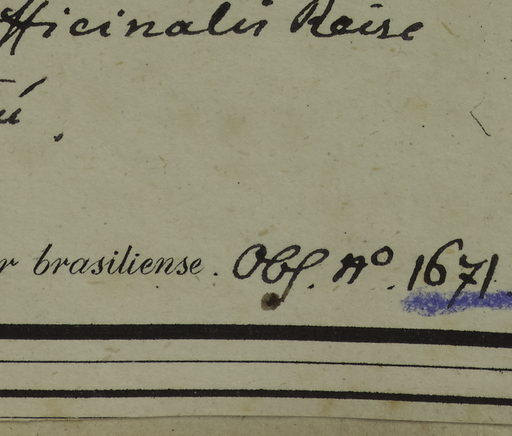 fficinalis Reise
ú.
r brasiliense. Obs. No. 1671